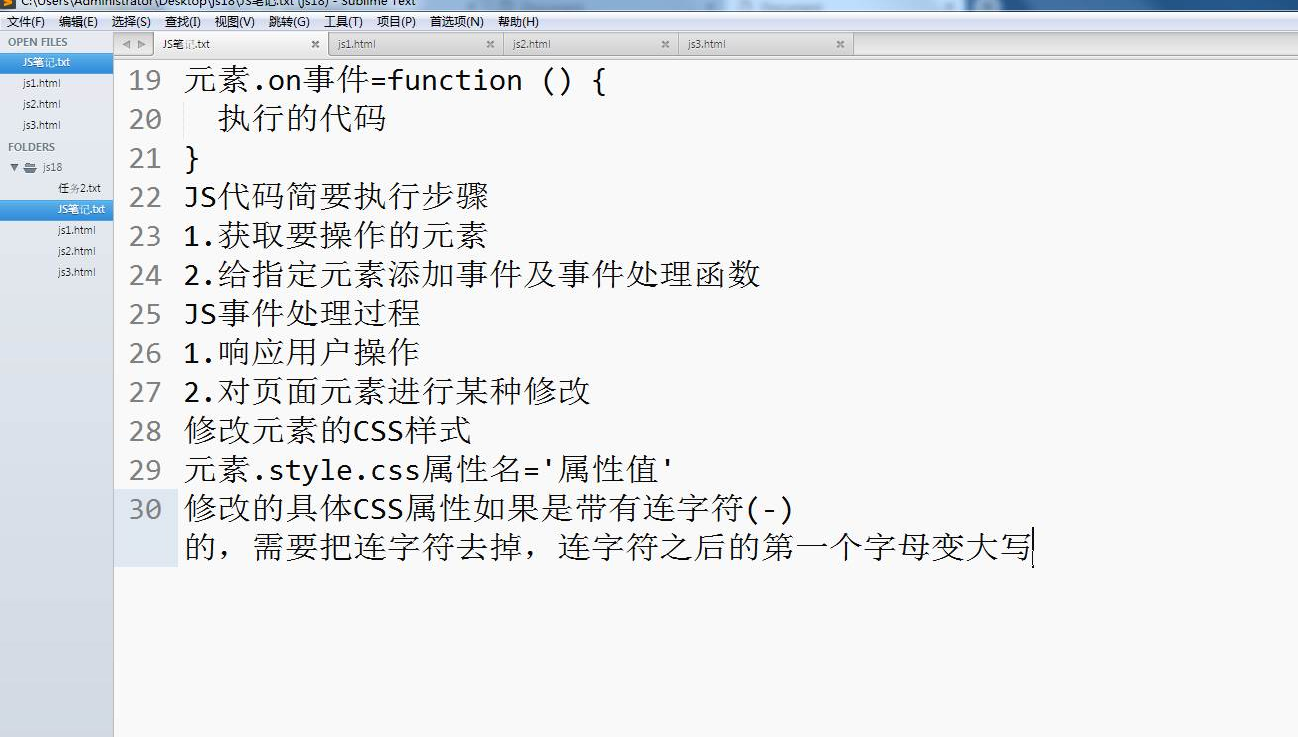 C:\Users\Administrator\Desktop\js18\JS笔记.txt (js18) - Sublime Text
文件(F) 编辑(E) 选择(S) 查找(I) 视图(V) 跳转(G) 工具(T) 项目(P) 首选项(N) 帮助(H)
OPEN FILES
JS笔记.txt
js1.html
js2.html
js3.html
FOLDERS
js18
任务2.txt
JS笔记.txt
js1.html
js2.html
js3.html
JS笔记.txt js1.html js2.html js3.html
19 元素.on事件=function () {
20 执行的代码
21 }
22 JS代码简要执行步骤
23 1.获取要操作的元素
24 2.给指定元素添加事件及事件处理函数
25 JS事件处理过程
26 1.响应用户操作
27 2.对页面元素进行某种修改
28 修改元素的CSS样式
29 元素.style.css属性名='属性值'
30 修改的具体CSS属性如果是带有连字符(-)
的，需要把连字符去掉，连字符之后的第一个字母变大写